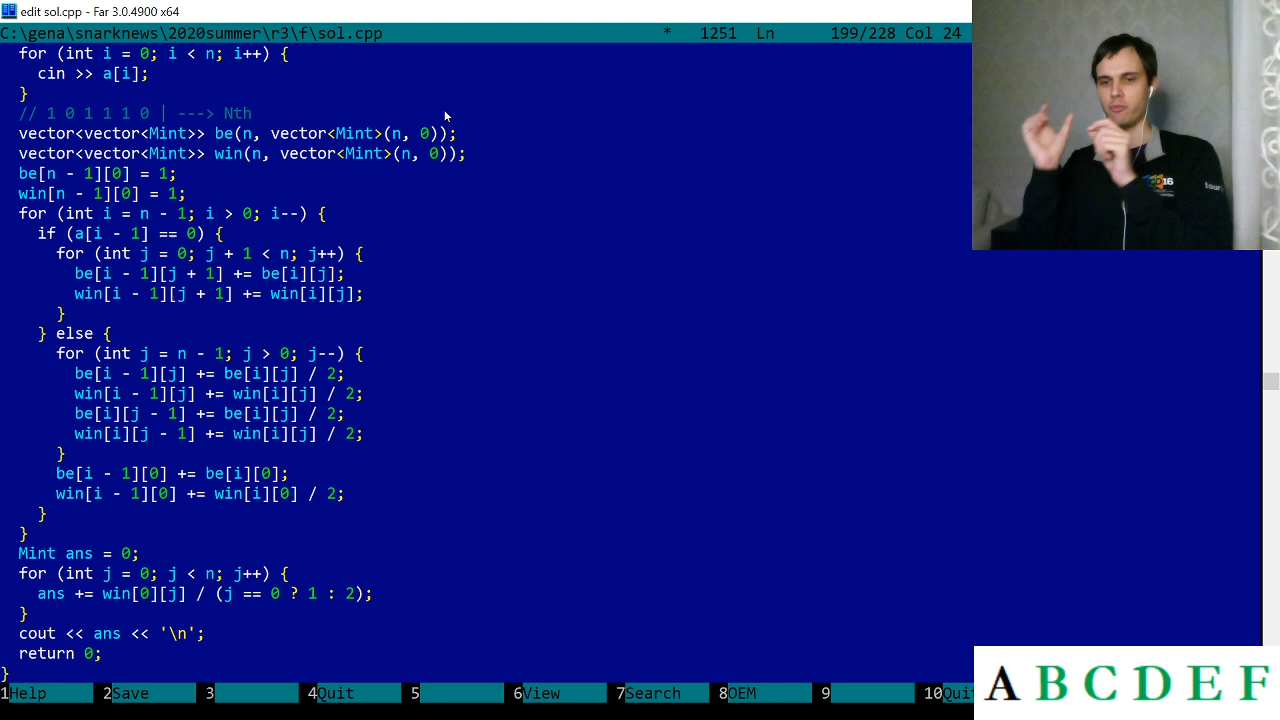 edit sol.cpp - Far 3.0.4900 x64
C:\gena\snarknews\2020summer\r3\f\sol.cpp * 1251 Ln 199/228 Col 24
for (int i = 0; i < n; i++) {
cin >> a[i];
}
// 1 0 1 1 1 0 | ---> Nth
vector<vector<Mint>> be(n, vector<Mint>(n, 0));
vector<vector<Mint>> win(n, vector<Mint>(n, 0));
be[n - 1][0] = 1;
win[n - 1][0] = 1;
for (int i = n - 1; i > 0; i--) {
if (a[i - 1] == 0) {
for (int j = 0; j + 1 < n; j++) {
be[i - 1][j + 1] += be[i][j];
win[i - 1][j + 1] += win[i][j];
}
} else {
for (int j = n - 1; j > 0; j--) {
be[i - 1][j] += be[i][j] / 2;
win[i - 1][j] += win[i][j] / 2;
be[i][j - 1] += be[i][j] / 2;
win[i][j - 1] += win[i][j] / 2;
}
be[i - 1][0] += be[i][0];
win[i - 1][0] += win[i][0] / 2;
}
}
Mint ans = 0;
for (int j = 0; j < n; j++) {
ans += win[0][j] / (j == 0 ? 1 : 2);
}
cout << ans << '\n';
return 0;
}
1Help 2Save 3 4Quit 5 6View 7Search 8OEM 9 10Quit
16
tour
A B C D E F